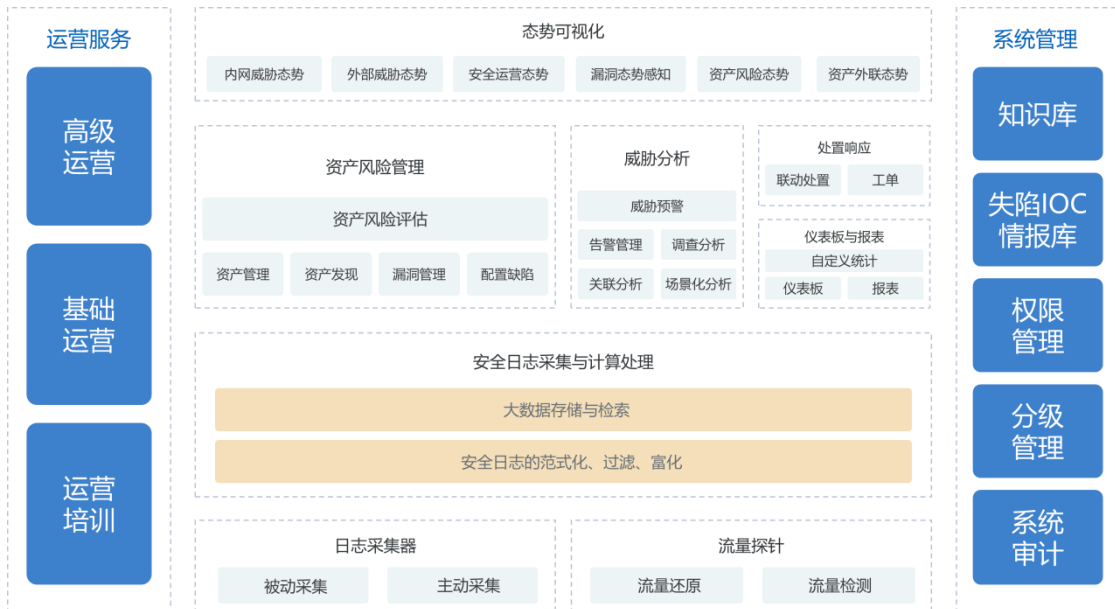 运营服务
高级
运营
基础
运营
运营
培训
态势可视化
内网威胁态势
外部威胁态势
安全运营态势
漏洞态势感知
资产风险态势
资产外联态势
资产风险管理
资产风险评估
资产管理
资产发现
漏洞管理
配置缺陷
威胁分析
威胁预警
告警管理
调查分析
关联分析
场景化分析
处置响应
联动处置
工单
仪表板与报表
自定义统计
仪表板
报表
安全日志采集与计算处理
大数据存储与检索
安全日志的范式化、过滤、富化
日志采集器
被动采集
主动采集
流量探针
流量还原
流量检测
系统管理
知识库
失陷IOC
情报库
权限
管理
分级
管理
系统
审计